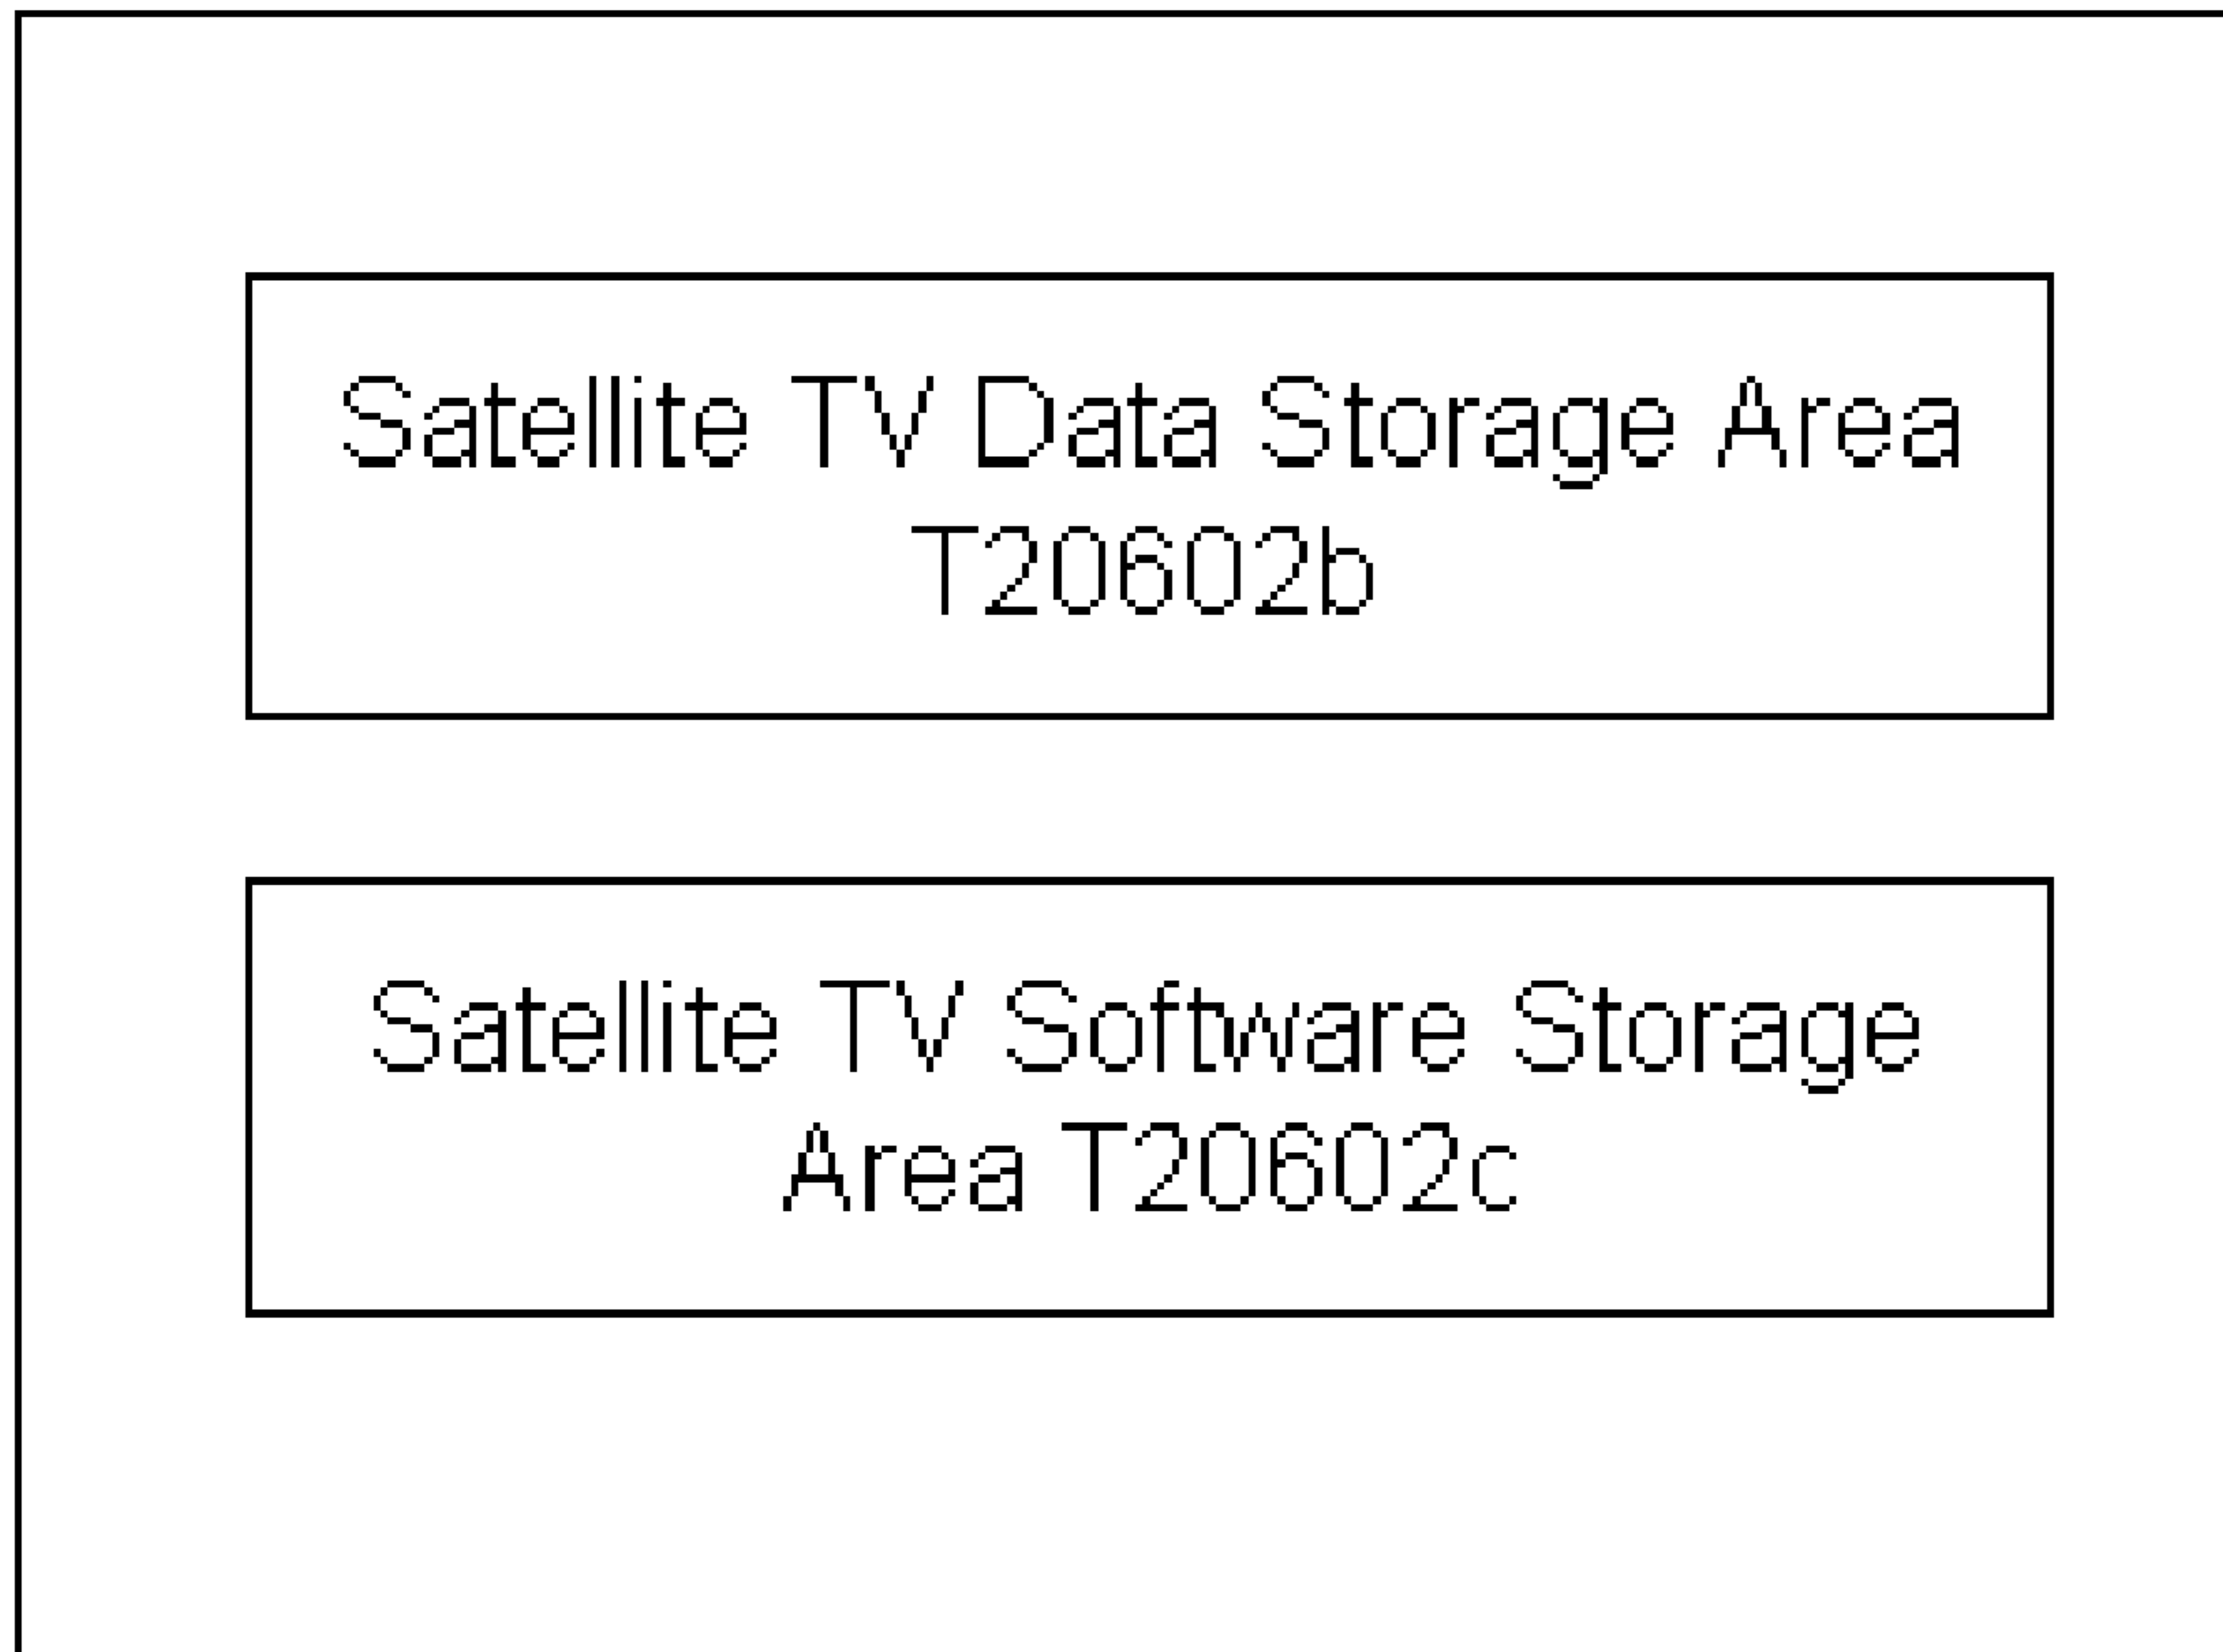 Satellite TV Data Storage Area
T20602b
Satellite TV Software Storage
Area T20602c